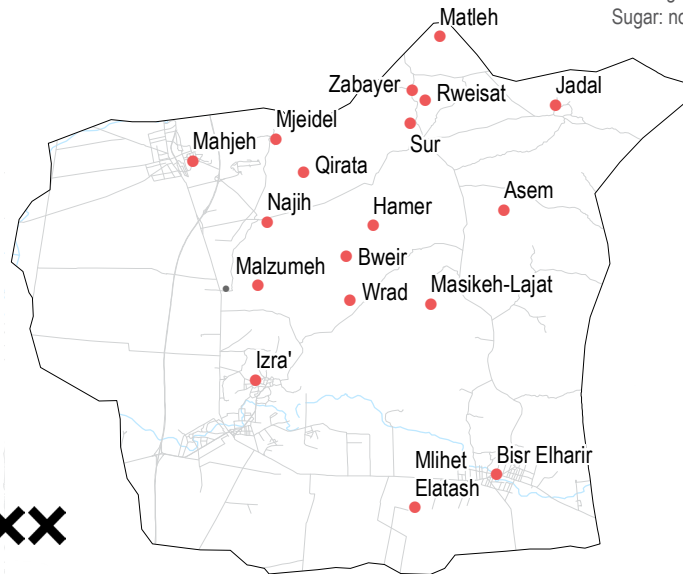 Matleh
Sugar: no
Zabayer
Rweisat
Jadal
Mjeidel
Mahjeh
Sur
Qirata
Asem
Najih
Hamer
Bweir
Malzumeh
Wrad
Masikeh-Lajat
Izra'
Mlihet
Elatash
Bisr Elharir